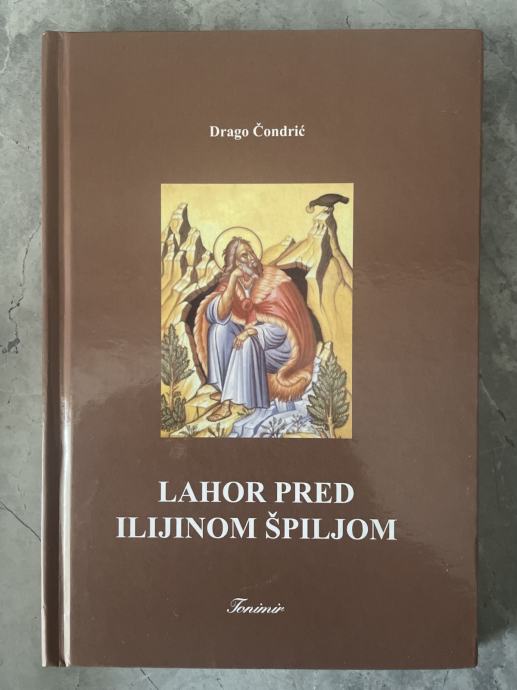 Drago Čondrić
LAHOR PRED
ILIJINOM ŠPILJOM
Tonimir